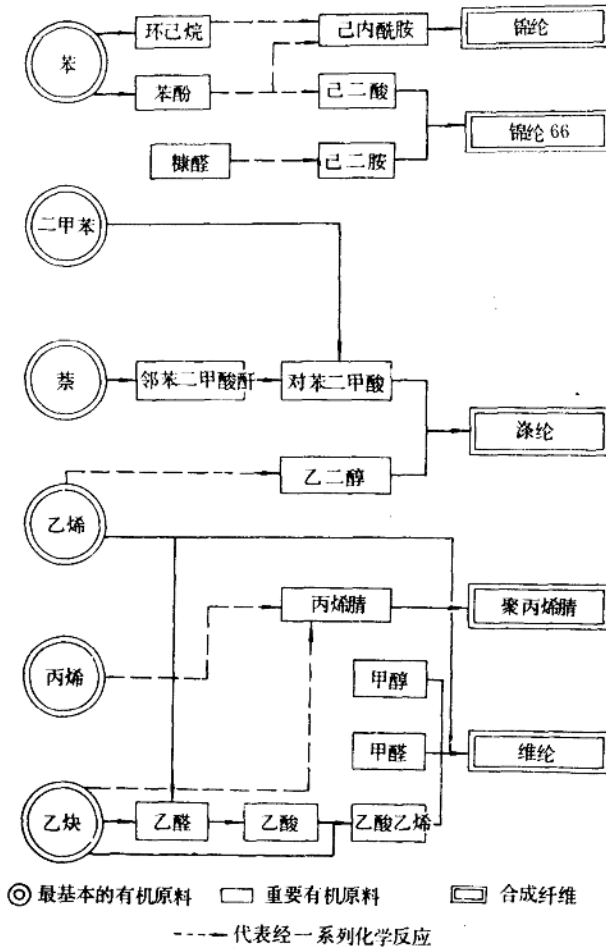 苯
环己烷
己内酰胺
锦纶
苯酚
己二酸
锦纶 66
糠醛
己二胺
二甲苯
萘
邻苯二甲酸酐
对苯二甲酸
涤纶
乙二醇
乙烯
丙烯腈
聚丙烯腈
丙烯
甲醇
甲醛
维纶
乙炔
乙醛
乙酸
乙酸乙烯
最基本的有机原料 重要有机原料 合成纤维
代表经一系列化学反应